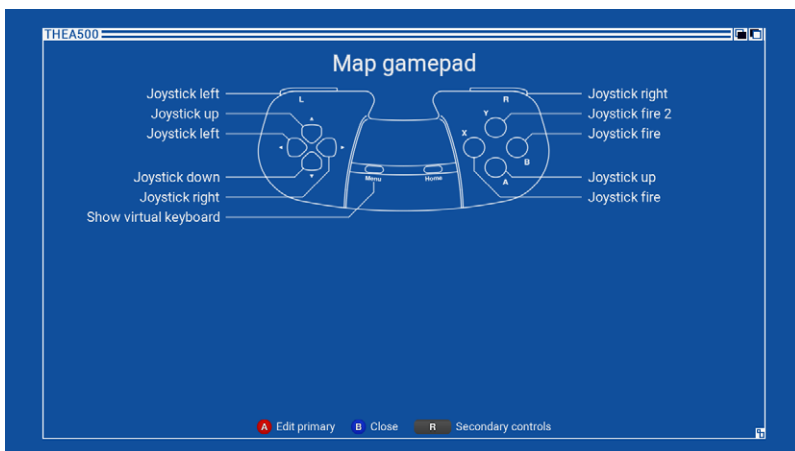 THEA500
Map gamepad
Joystick left
Joystick up
Joystick left
Joystick down
Joystick right
Show virtual keyboard
L
Menu
Home
R
Y
X
B
A
Joystick right
Joystick fire 2
Joystick fire
Joystick up
Joystick fire
A Edit primary B Close R Secondary controls